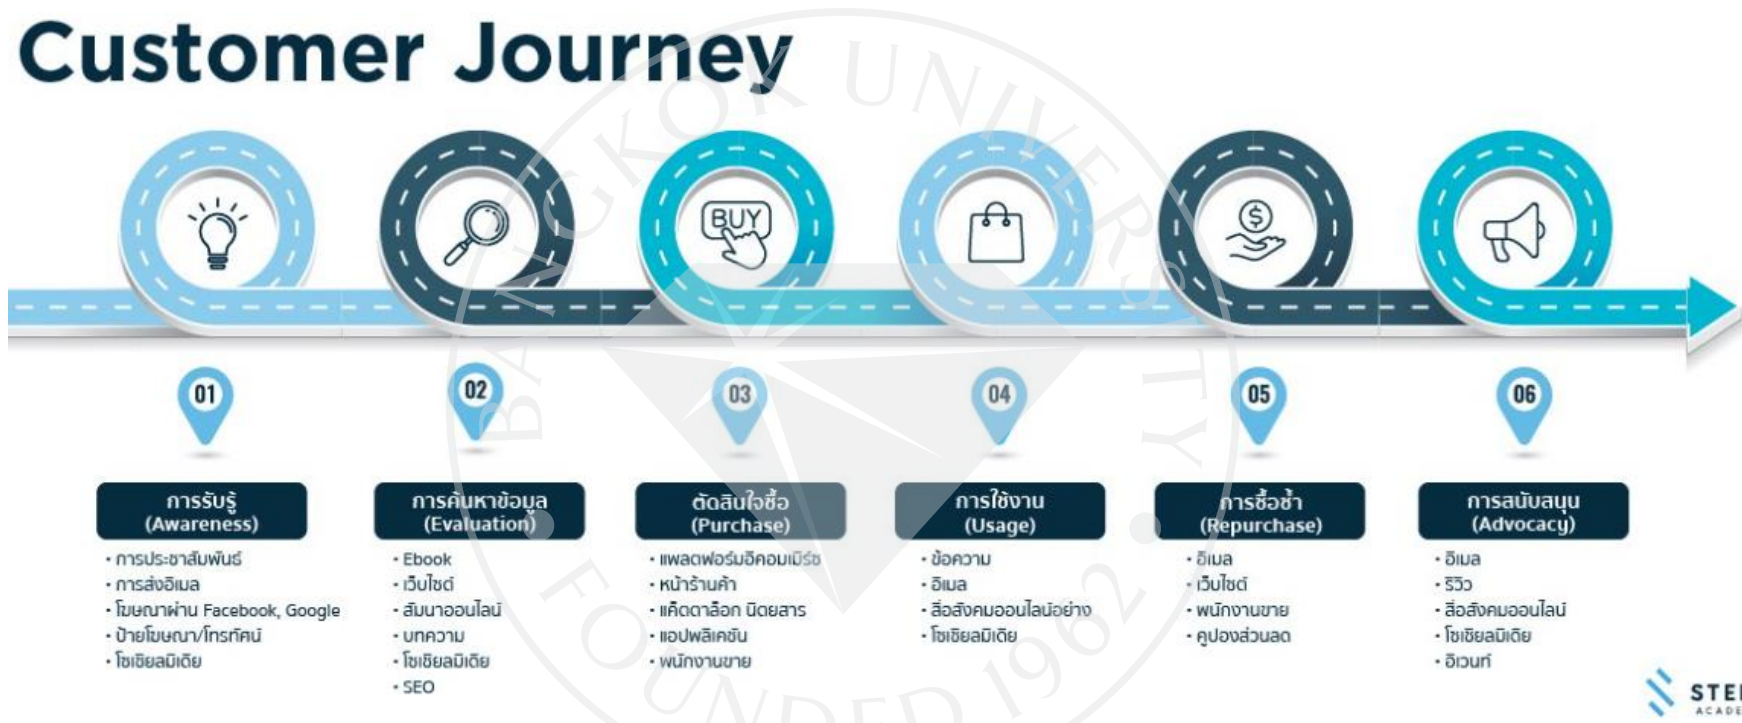 Customer Journey
BANGKOK UNIVERSITY
FOUNDED 1962
BUY
$
01
02
03
04
05
06
การรับรู้
(Awareness)
• การประชาสัมพันธ์
• การส่งอีเมล
• โฆษณาผ่าน Facebook, Google
• ป้ายโฆษณา/โทรทัศน์
• โซเชียลมีเดีย
การค้นหาข้อมูล
(Evaluation)
• Ebook
• เว็บไซต์
• สัมนาออนไลน์
• บทความ
• โซเชียลมีเดีย
• SEO
ตัดสินใจซื้อ
(Purchase)
• แพลตฟอร์มอีคอมเมิร์ซ
• หน้าร้านค้า
• แค็ตตาล็อก นิตยสาร
• แอปพลิเคชัน
• พนักงานขาย
การใช้งาน
(Usage)
• ข้อความ
• อีเมล
• สื่อสังคมออนไลน์อย่าง
• โซเชียลมิเดีย
การซื้อซ้ำ
(Repurchase)
• อีเมล
• เว็บไซต์
• พนักงานขาย
• คูปองส่วนลด
การสนับสนุน
(Advocacy)
• อีเมล
• รีวิว
• สื่อสังคมออนไลน์
• โซเชียลมีเดีย
• อีเวนท์